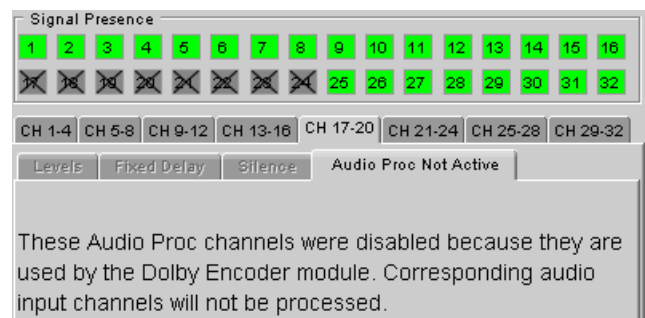 Signal Presence
1 2 3 4 5 6 7 8 9 10 11 12 13 14 15 16
17 18 19 20 21 22 23 24 25 26 27 28 29 30 31 32
CH 1-4 CH 5-8 CH 9-12 CH 13-16 CH 17-20 CH 21-24 CH 25-28 CH 29-32
Levels Fixed Delay Silence Audio Proc Not Active
These Audio Proc channels were disabled because they are
used by the Dolby Encoder module. Corresponding audio
input channels will not be processed.